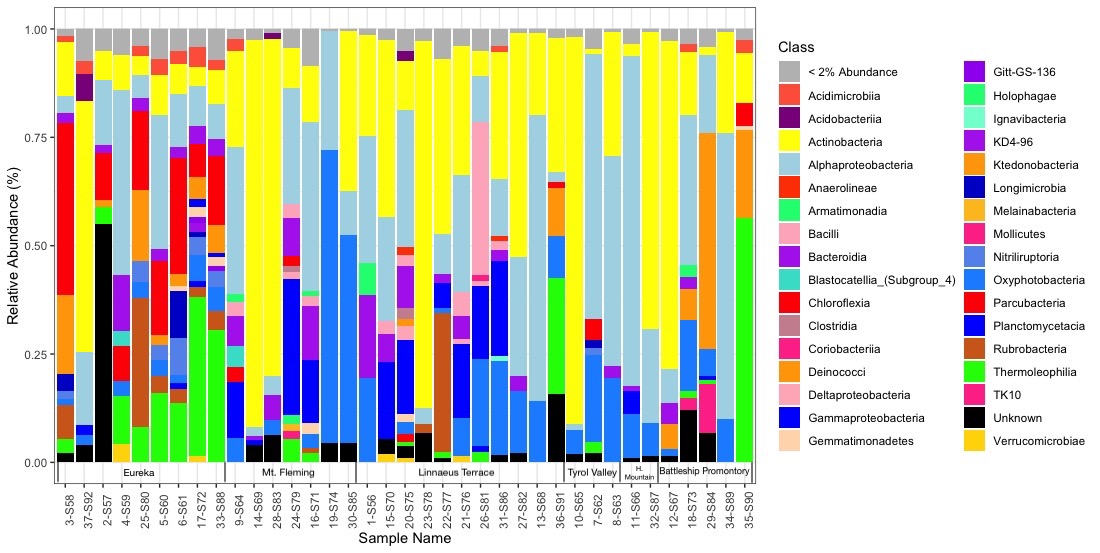 Relative Abundance (%)
1.00
0.75
0.50
0.25
0.00
Eureka
Mt. Fleming
Linnaeus Terrace
Tyrol Valley
H. Mountain
Battleship Promontory
3-S58
37-S92
2-S57
4-S59
25-S80
5-S60
6-S61
17-S72
33-S88
9-S64
14-S69
28-S83
24-S79
16-S71
19-S74
30-S85
1-S56
15-S70
20-S75
23-S78
22-S77
21-S76
26-S81
31-S86
27-S82
13-S68
36-S91
10-S65
7-S62
8-S63
11-S66
32-S87
12-S67
18-S73
29-S84
34-S89
35-S90
Sample Name
Class
< 2% Abundance
Acidimicrobiia
Acidobacteriia
Actinobacteria
Alphaproteobacteria
Anaerolineae
Armatimonadia
Bacilli
Bacteroidia
Blastocatellia_(Subgroup_4)
Chloroflexia
Clostridia
Coriobacteriia
Deinococci
Deltaproteobacteria
Gammaproteobacteria
Gemmatimonadetes
Gitt-GS-136
Holophagae
Ignavibacteria
KD4-96
Ktedonobacteria
Longimicrobia
Melainabacteria
Mollicutes
Nitriliruptoria
Oxyphotobacteria
Parcubacteria
Planctomycetacia
Rubrobacteria
Thermoleophilia
TK10
Unknown
Verrucomicrobiae